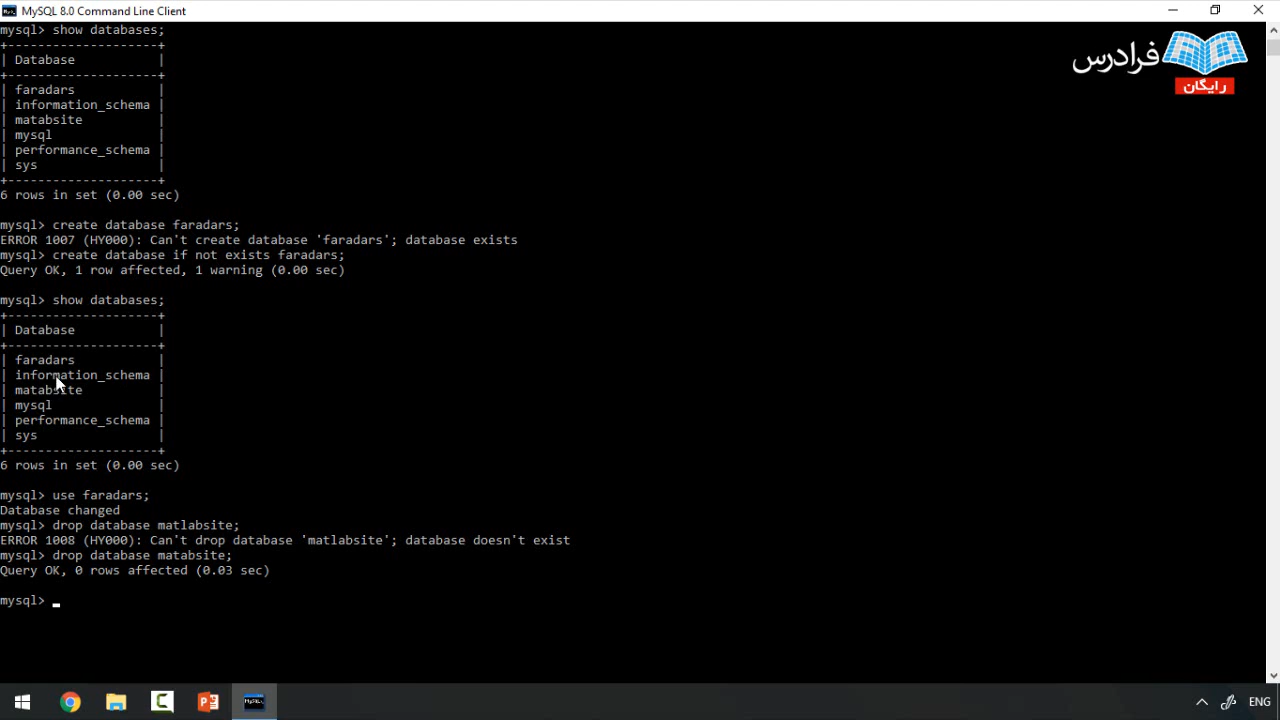 MySQL 8.0 Command Line Client
mysql> show databases;
+--------------------+
| Database           |
+--------------------+
| faradars           |
| information_schema |
| matabsite          |
| mysql              |
| performance_schema |
| sys                |
+--------------------+
6 rows in set (0.00 sec)
mysql> create database faradars;
ERROR 1007 (HY000): Can't create database 'faradars'; database exists
mysql> create database if not exists faradars;
Query OK, 1 row affected, 1 warning (0.00 sec)
mysql> show databases;
+--------------------+
| Database           |
+--------------------+
| faradars           |
| information_schema |
| matabsite          |
| mysql              |
| performance_schema |
| sys                |
+--------------------+
6 rows in set (0.00 sec)
mysql> use faradars;
Database changed
mysql> drop database matlabsite;
ERROR 1008 (HY000): Can't drop database 'matlabsite'; database doesn't exist
mysql> drop database matabsite;
Query OK, 0 rows affected (0.03 sec)
mysql> _
فرادرس
رایگان
ENG